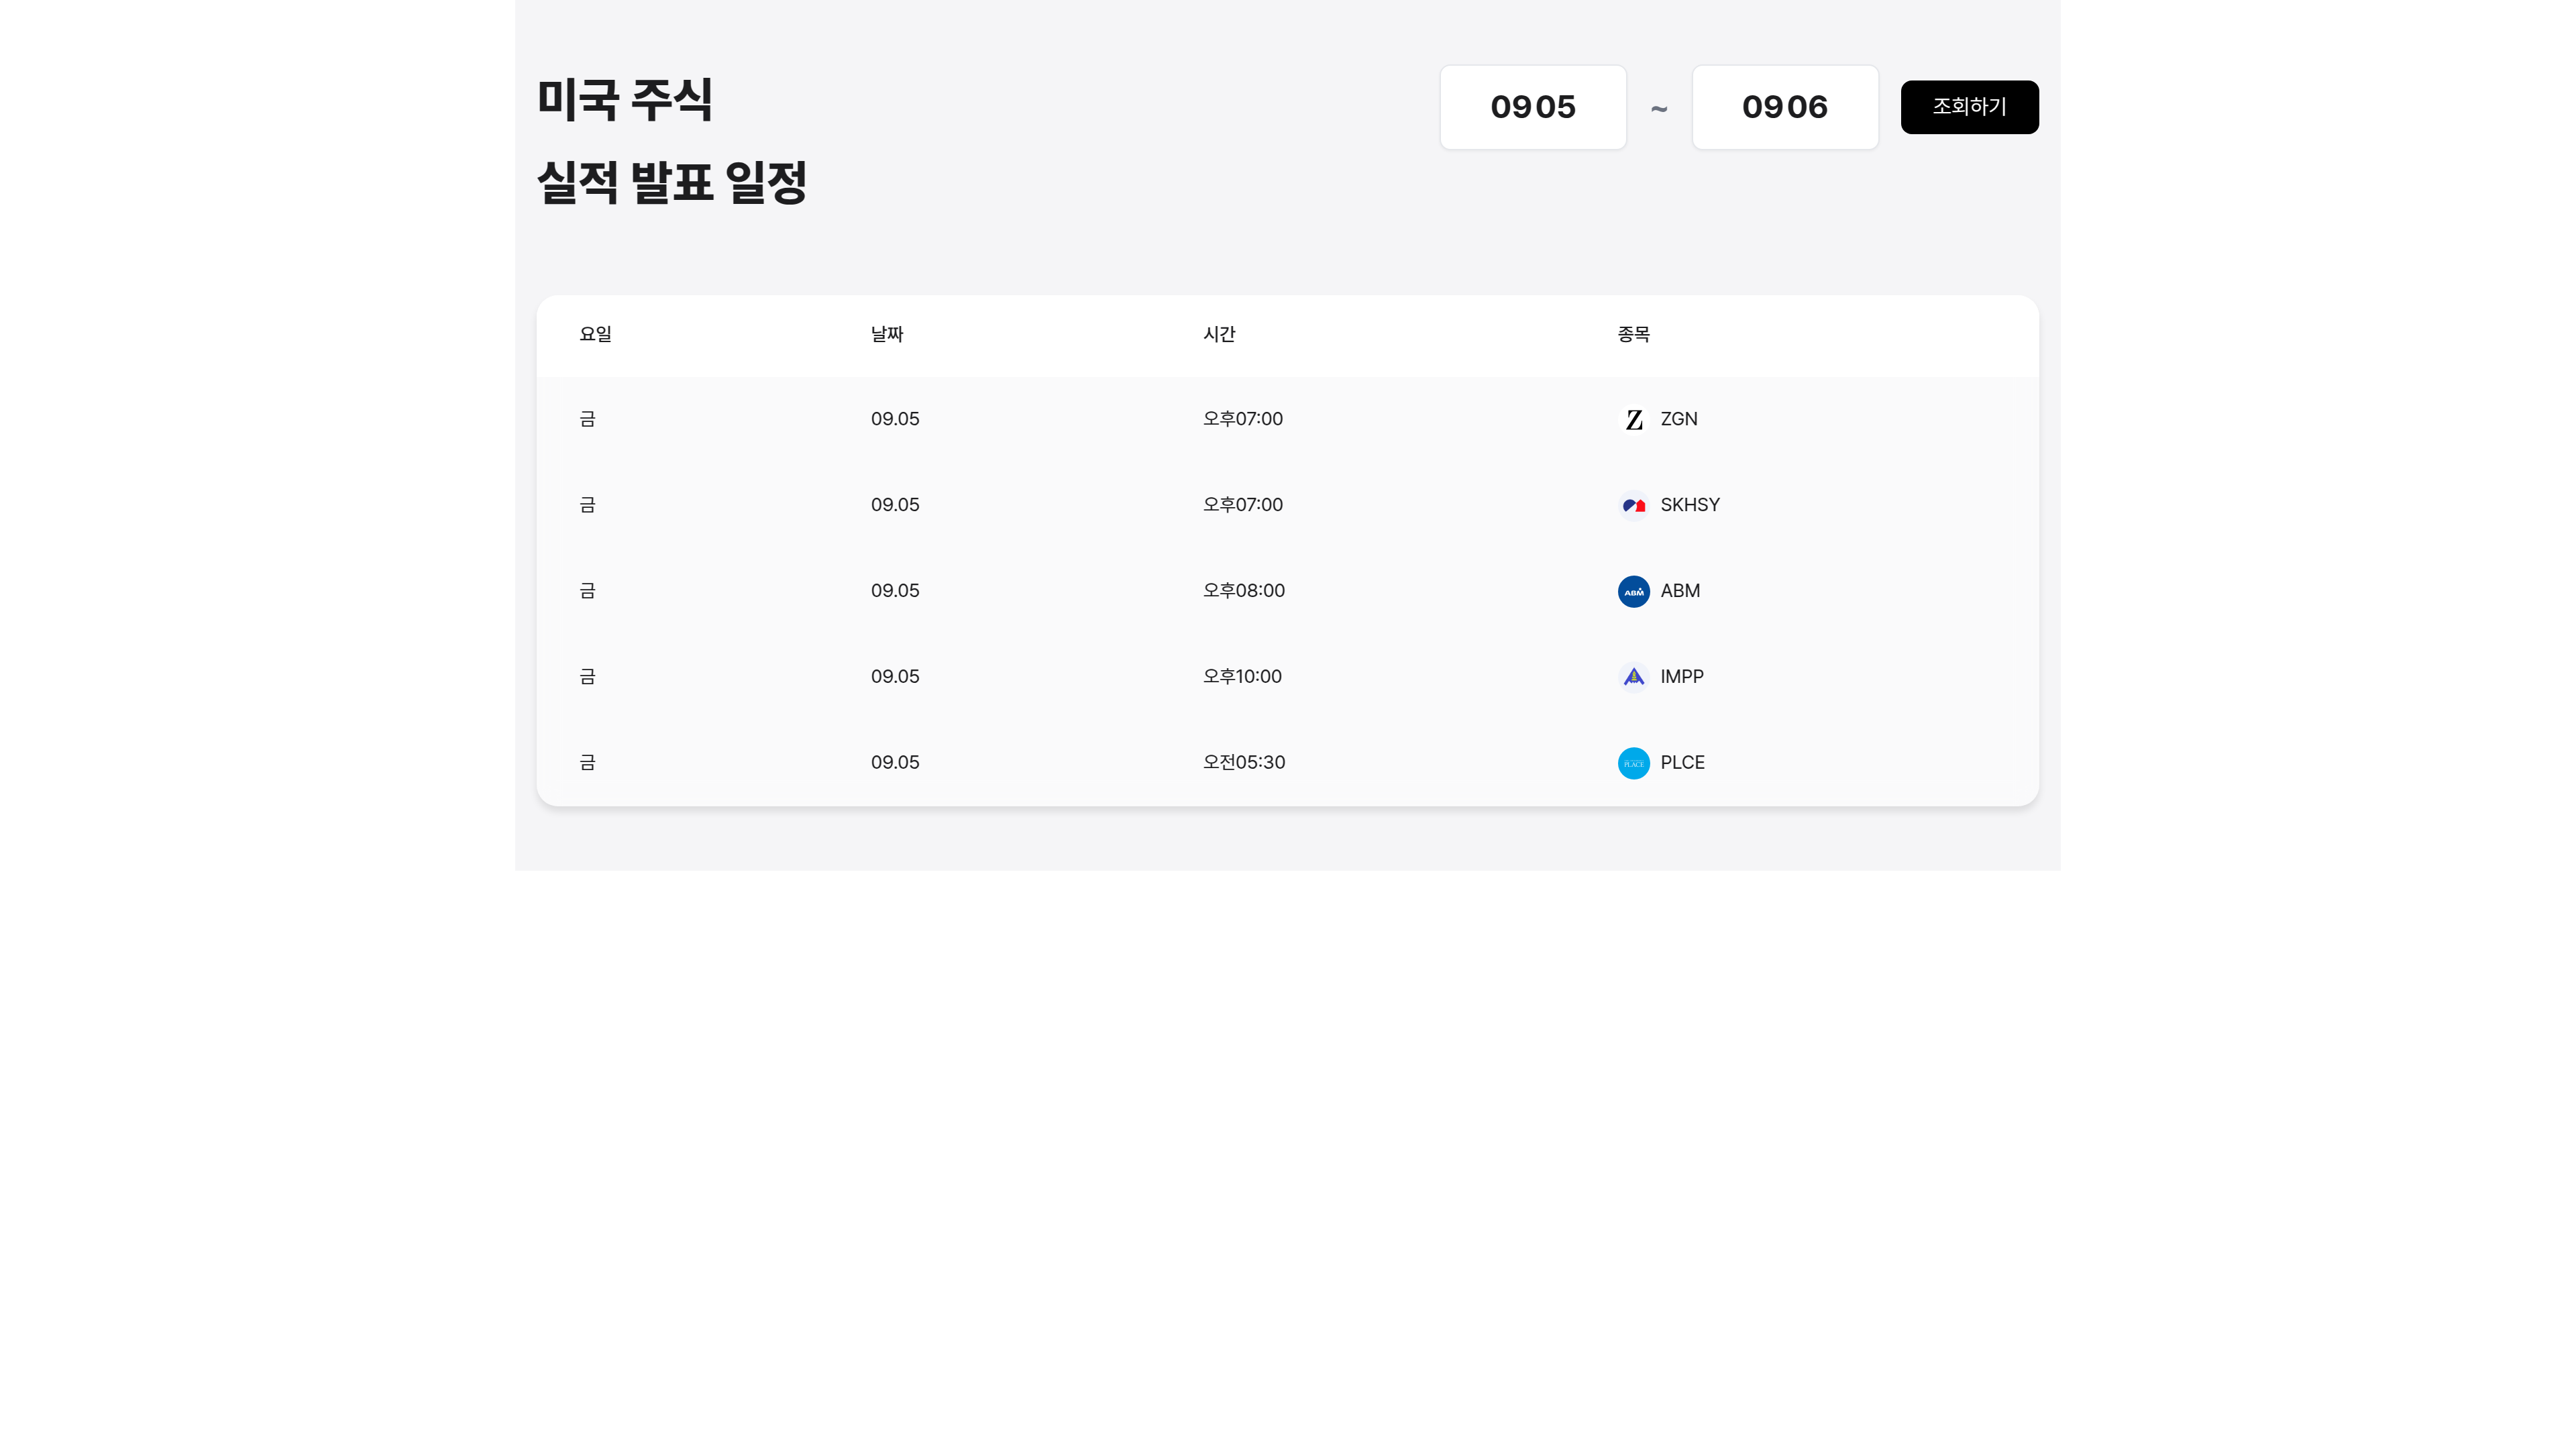 미국 주식
실적 발표 일정
0905 ~ 0906 조회하기
요일 날짜 시간 종목
금 09.05 오후07:00 Z ZGN
금 09.05 오후07:00 SKHSY
금 09.05 오후08:00 ABM ABM
금 09.05 오후10:00 IMPP
금 09.05 오전05:30 PLACE PLCE